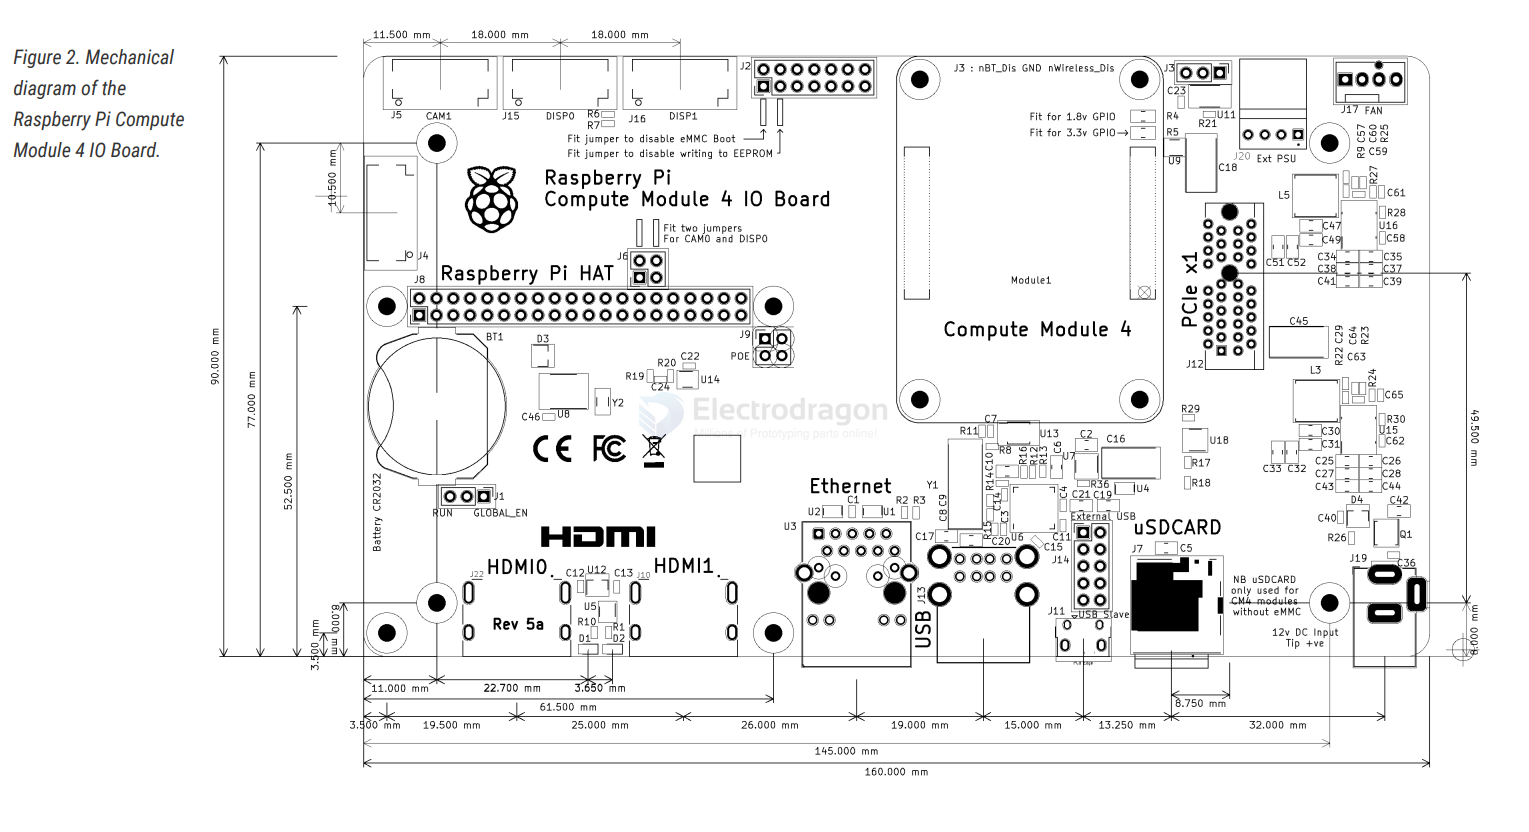 Figure 2. Mechanical
diagram of the
Raspberry Pi Compute
Module 4 IO Board.
11.500 mm
18.000 mm
18.000 mm
J5
CAM1
J15
DISP0
R6
R7
J16
DISP1
J2
J3 : nBT_Dis GND nWireless_Dis
J3
C23
U11
R21
J17 FAN
Fit for 1.8v GPIO
R4
Fit for 3.3v GPIO
R5
Fit jumper to disable eMMC Boot
Fit jumper to disable writing to EEPROM
U9
C18
J20
Ext PSU
R9
C57
C60
R25
C59
10.500 mm
Raspberry Pi
Compute Module 4 IO Board
Fit two jumpers
For CAM0 and DISP0
L5
R27
C61
R28
U16
C47
C49
C58
C51
C52
C34
C35
C38
C37
C41
C39
J4
J6
Raspberry Pi HAT
J8
Module1
Compute Module 4
PCIe x1
J12
C45
C29
C64
R23
R22
C63
90.000 mm
77.000 mm
52.500 mm
49.500 mm
BT1
D3
J9
POE
C22
R20
R19
C24
U14
U8
Y2
C46
L3
R24
C65
R30
U15
C62
C30
C31
C33
C32
C25
C26
C27
C28
C43
C44
Electrodragon
Millions of Prototyping parts online!
CE FC
R29
U18
R17
R18
C7
R11
U13
R8
C10
R16
R12
R13
C6
C2
U7
C16
R14
R36
U4
Y1
C9
C8
C14
C3
C4
C21
C19
External USB
R15
U6
C11
C15
C17
C20
Battery CR2032
J1
RUN
GLOBAL_EN
Ethernet
U2
C1
U1
R2
R3
U3
HDMI
uSDCARD
J7
C5
D4
C42
C40
R26
Q1
J19
C36
J22
HDMI0
C12
U12
C13
J10
HDMI1
U5
R10
R1
D1
D2
Rev 5a
J13
USB
J14
J11
USB Slave
NB uSDCARD
only used for
CM4 modules
without eMMC
12v DC Input
Tip +ve
8.000 mm
3.500 mm
8.000 mm
11.000 mm
22.700 mm
3.650 mm
61.500 mm
8.750 mm
3.500 mm
19.500 mm
25.000 mm
26.000 mm
19.000 mm
15.000 mm
13.250 mm
32.000 mm
145.000 mm
160.000 mm